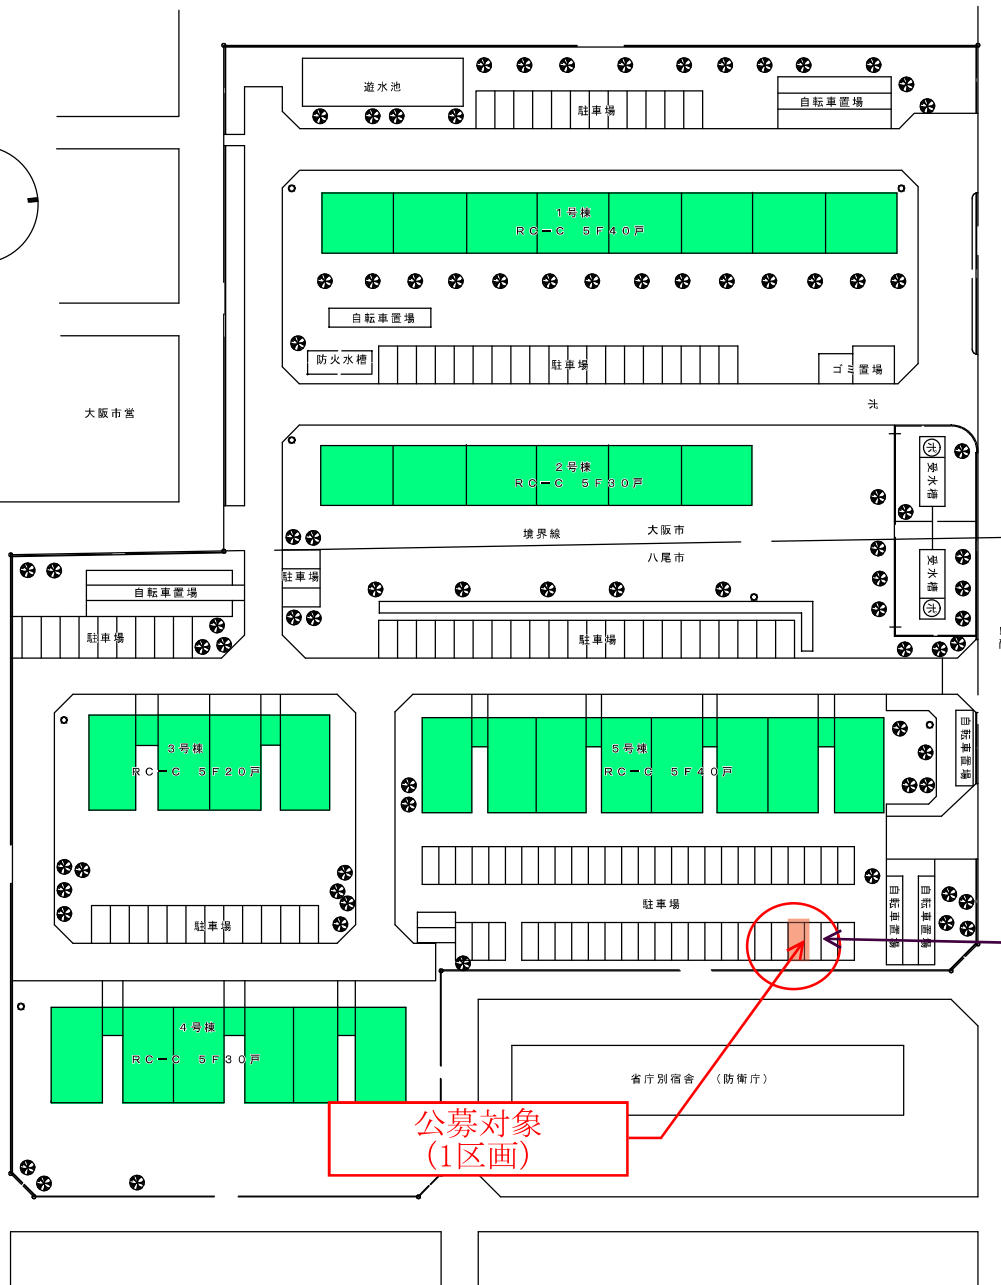 遊水池
駐車場
自転車置場
1号棟
RC−C 5F40戸
自転車置場
防火水槽
駐車場
ゴミ置場
大阪市営
2号棟
RC−C 5F30戸
ポ
受水槽
境界線
大阪市
八尾市
受水槽
ポ
駐車場
自転車置場
駐車場
駐車場
3号棟
RC−C 5F20戸
5号棟
RC−C 5F40戸
自転車置場
駐車場
駐車場
自転車置場
自転車置場
4号棟
RC−C 5F30戸
省庁別宿舎 (防衛庁)
公募対象
(1区画)